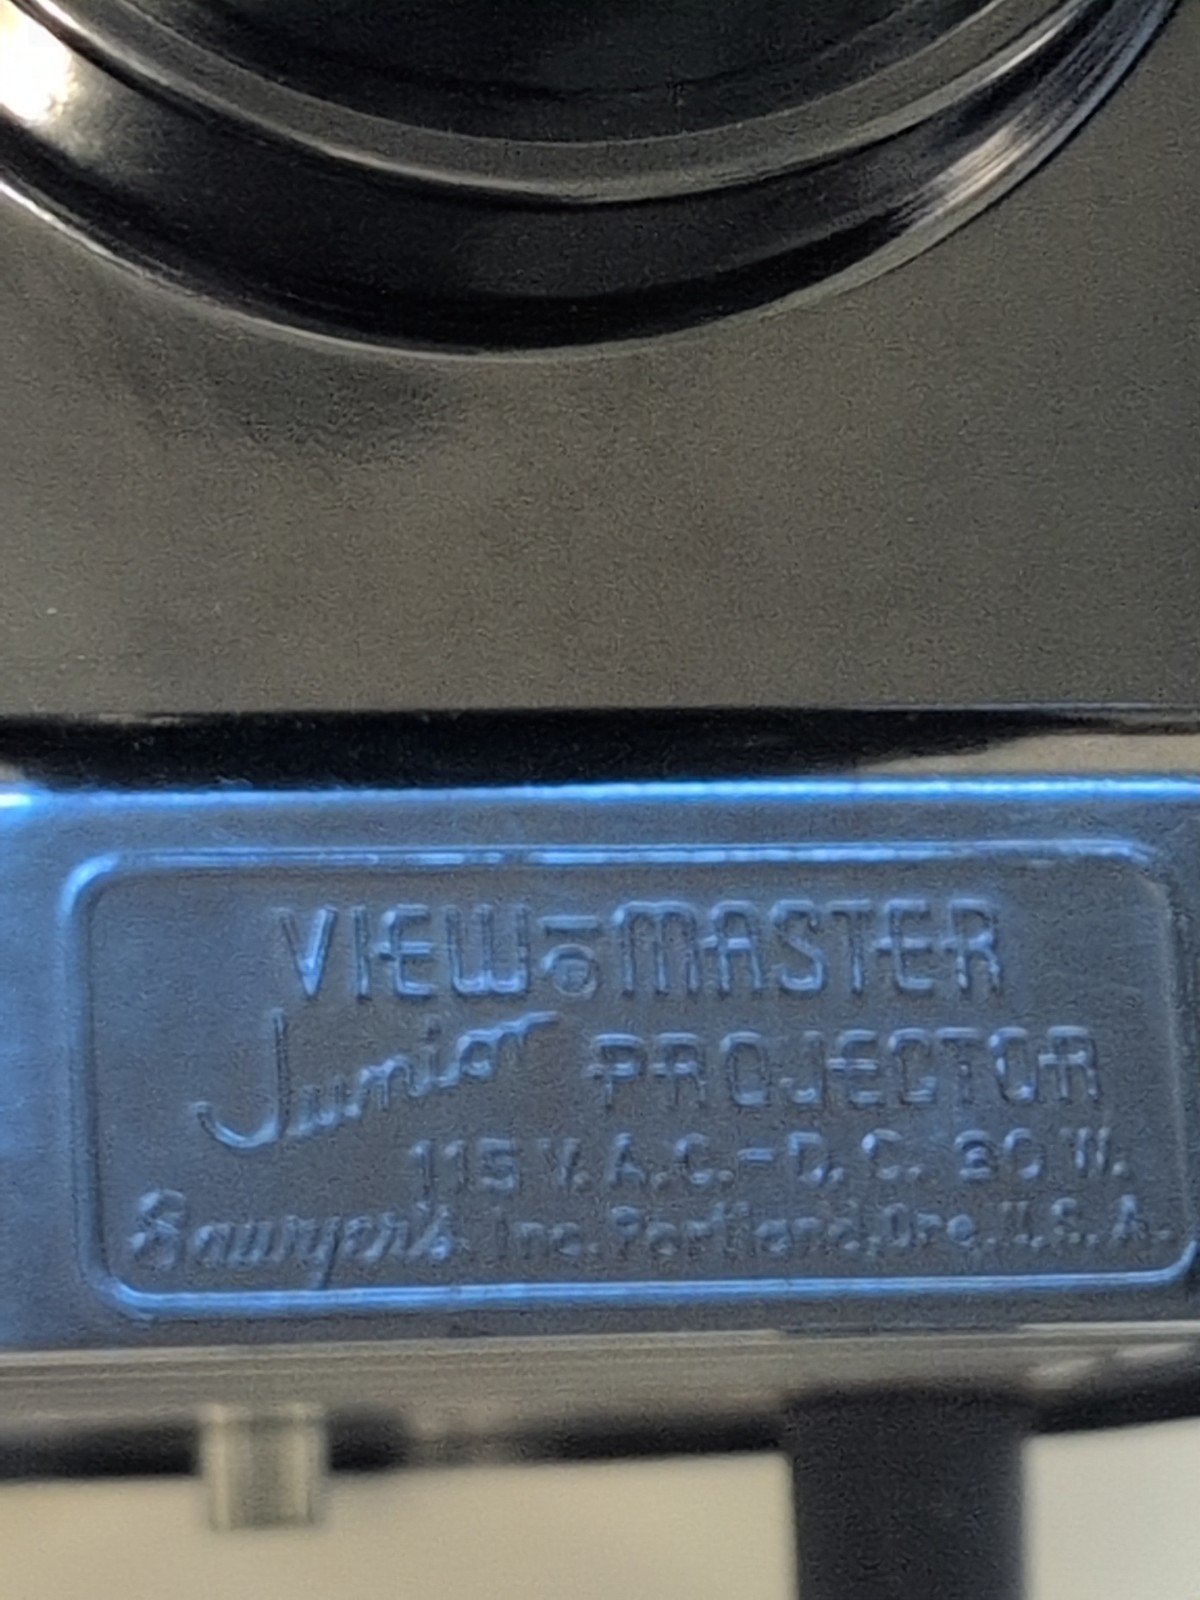 VIEW-MASTER
Junior PROJECTOR
115 V. A.C.-D.C. 30 W.
Sawyer's Inc. Portland, Ore. U.S.A.